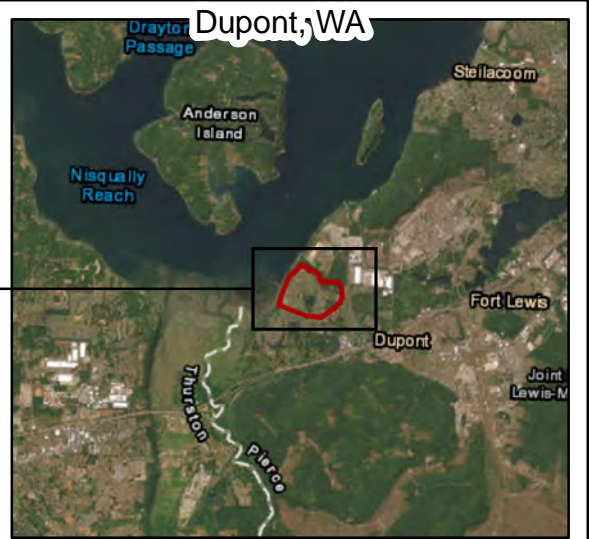 Dupont, WA
Drayton
Passage
Steilacoom
Anderson
Island
Nisqually
Reach
Fort Lewis
Dupont
Joint
Lewis-M
Thurston
Pierce